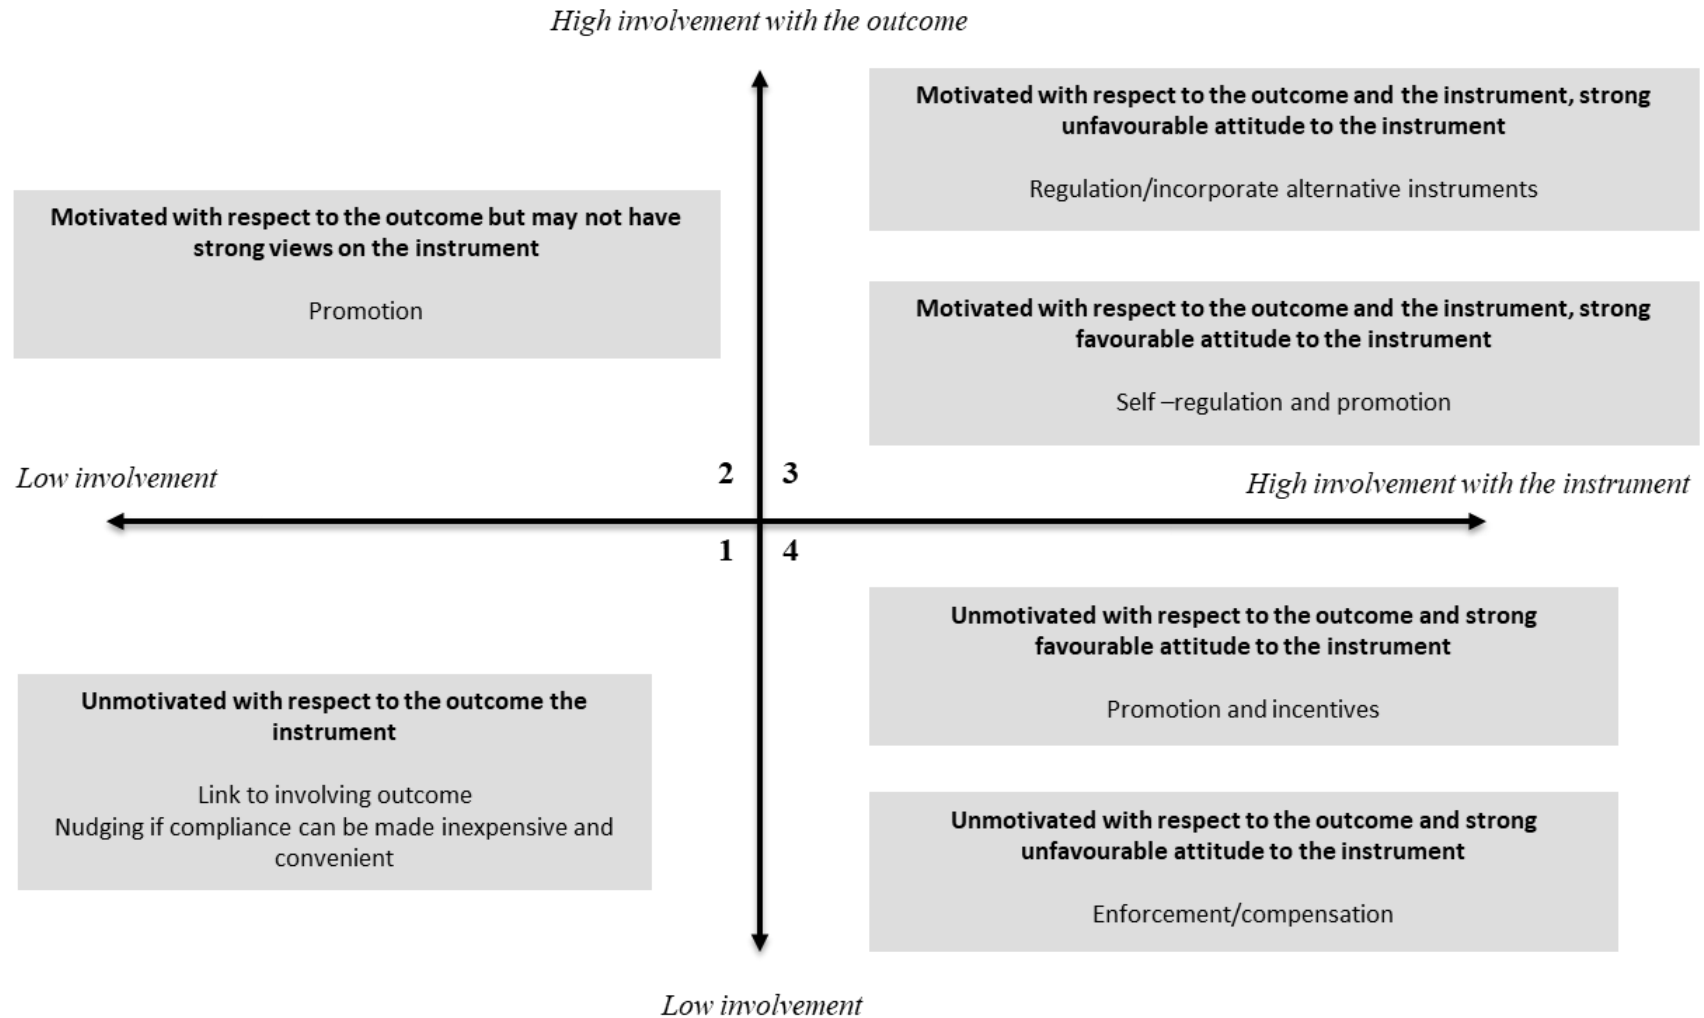 High involvement with the outcome
Motivated with respect to the outcome and the instrument, strong
unfavourable attitude to the instrument
Regulation/incorporate alternative instruments
Motivated with respect to the outcome but may not have
strong views on the instrument
Promotion
Motivated with respect to the outcome and the instrument, strong
favourable attitude to the instrument
Self –regulation and promotion
Low involvement
2
3
High involvement with the instrument
1
4
Unmotivated with respect to the outcome and strong
favourable attitude to the instrument
Promotion and incentives
Unmotivated with respect to the outcome the
instrument
Link to involving outcome
Nudging if compliance can be made inexpensive and
convenient
Unmotivated with respect to the outcome and strong
unfavourable attitude to the instrument
Enforcement/compensation
Low involvement